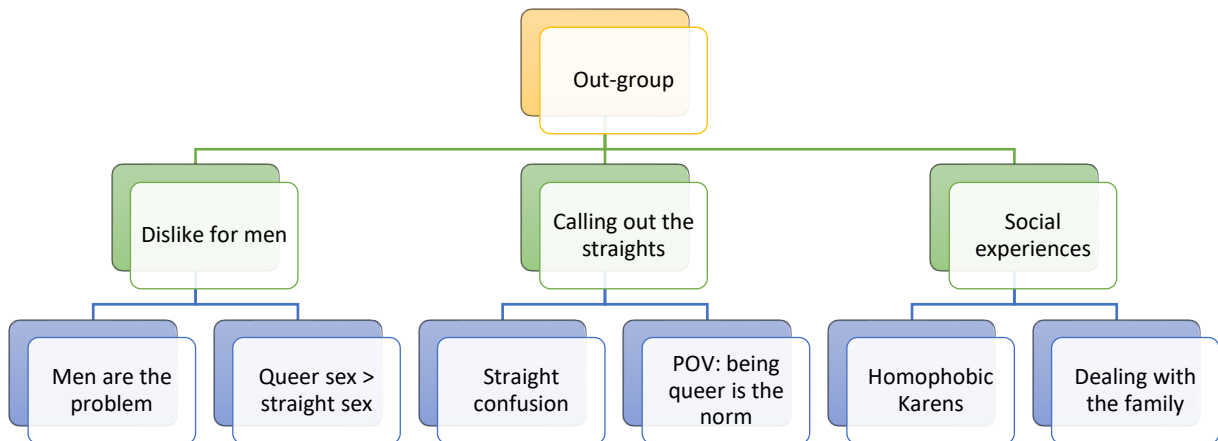 Out-group
Dislike for men
Calling out the
straights
Social
experiences
Men are the
problem
Queer sex >
straight sex
Straight
confusion
POV: being
queer is the
norm
Homophobic
Karens
Dealing with
the family